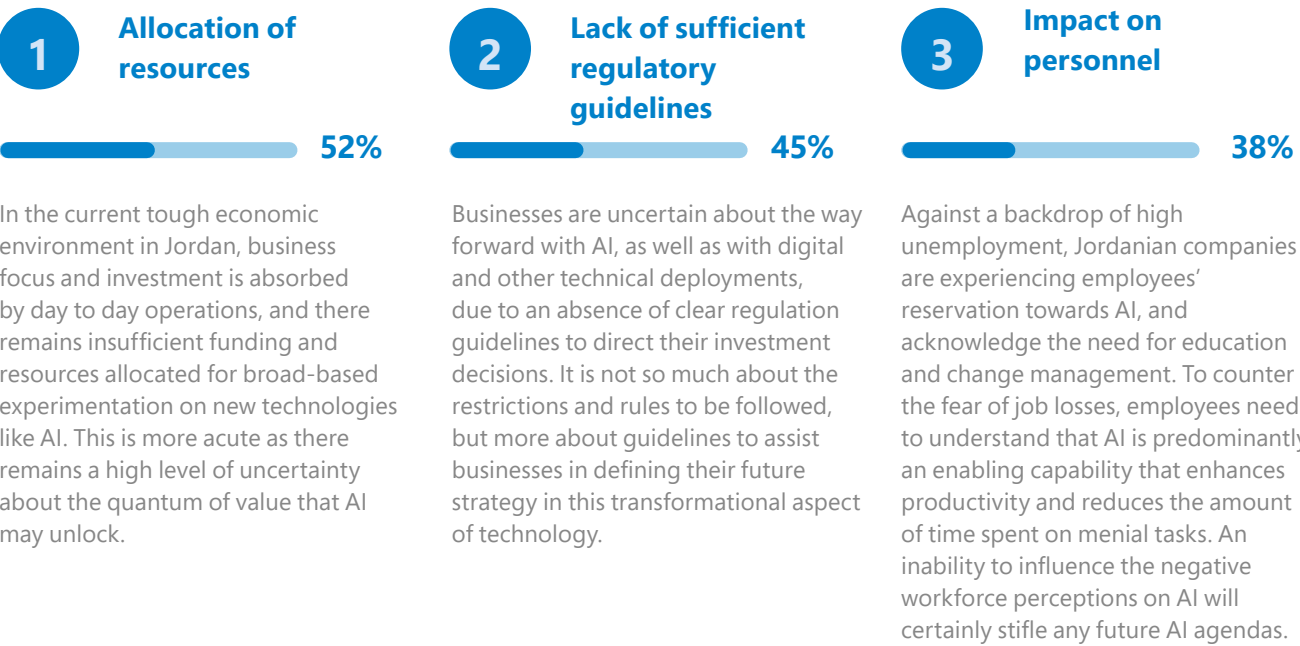 1
Allocation of
resources
52%
In the current tough economic
environment in Jordan, business
focus and investment is absorbed
by day to day operations, and there
remains insufficient funding and
resources allocated for broad-based
experimentation on new technologies
like AI. This is more acute as there
remains a high level of uncertainty
about the quantum of value that AI
may unlock.
2
Lack of sufficient
regulatory
guidelines
45%
Businesses are uncertain about the way
forward with AI, as well as with digital
and other technical deployments,
due to an absence of clear regulation
guidelines to direct their investment
decisions. It is not so much about the
restrictions and rules to be followed,
but more about guidelines to assist
businesses in defining their future
strategy in this transformational aspect
of technology.
3
Impact on
personnel
38%
Against a backdrop of high
unemployment, Jordanian companies
are experiencing employees’
reservation towards AI, and
acknowledge the need for education
and change management. To counter
the fear of job losses, employees need
to understand that AI is predominantly
an enabling capability that enhances
productivity and reduces the amount
of time spent on menial tasks. An
inability to influence the negative
workforce perceptions on AI will
certainly stifle any future AI agendas.